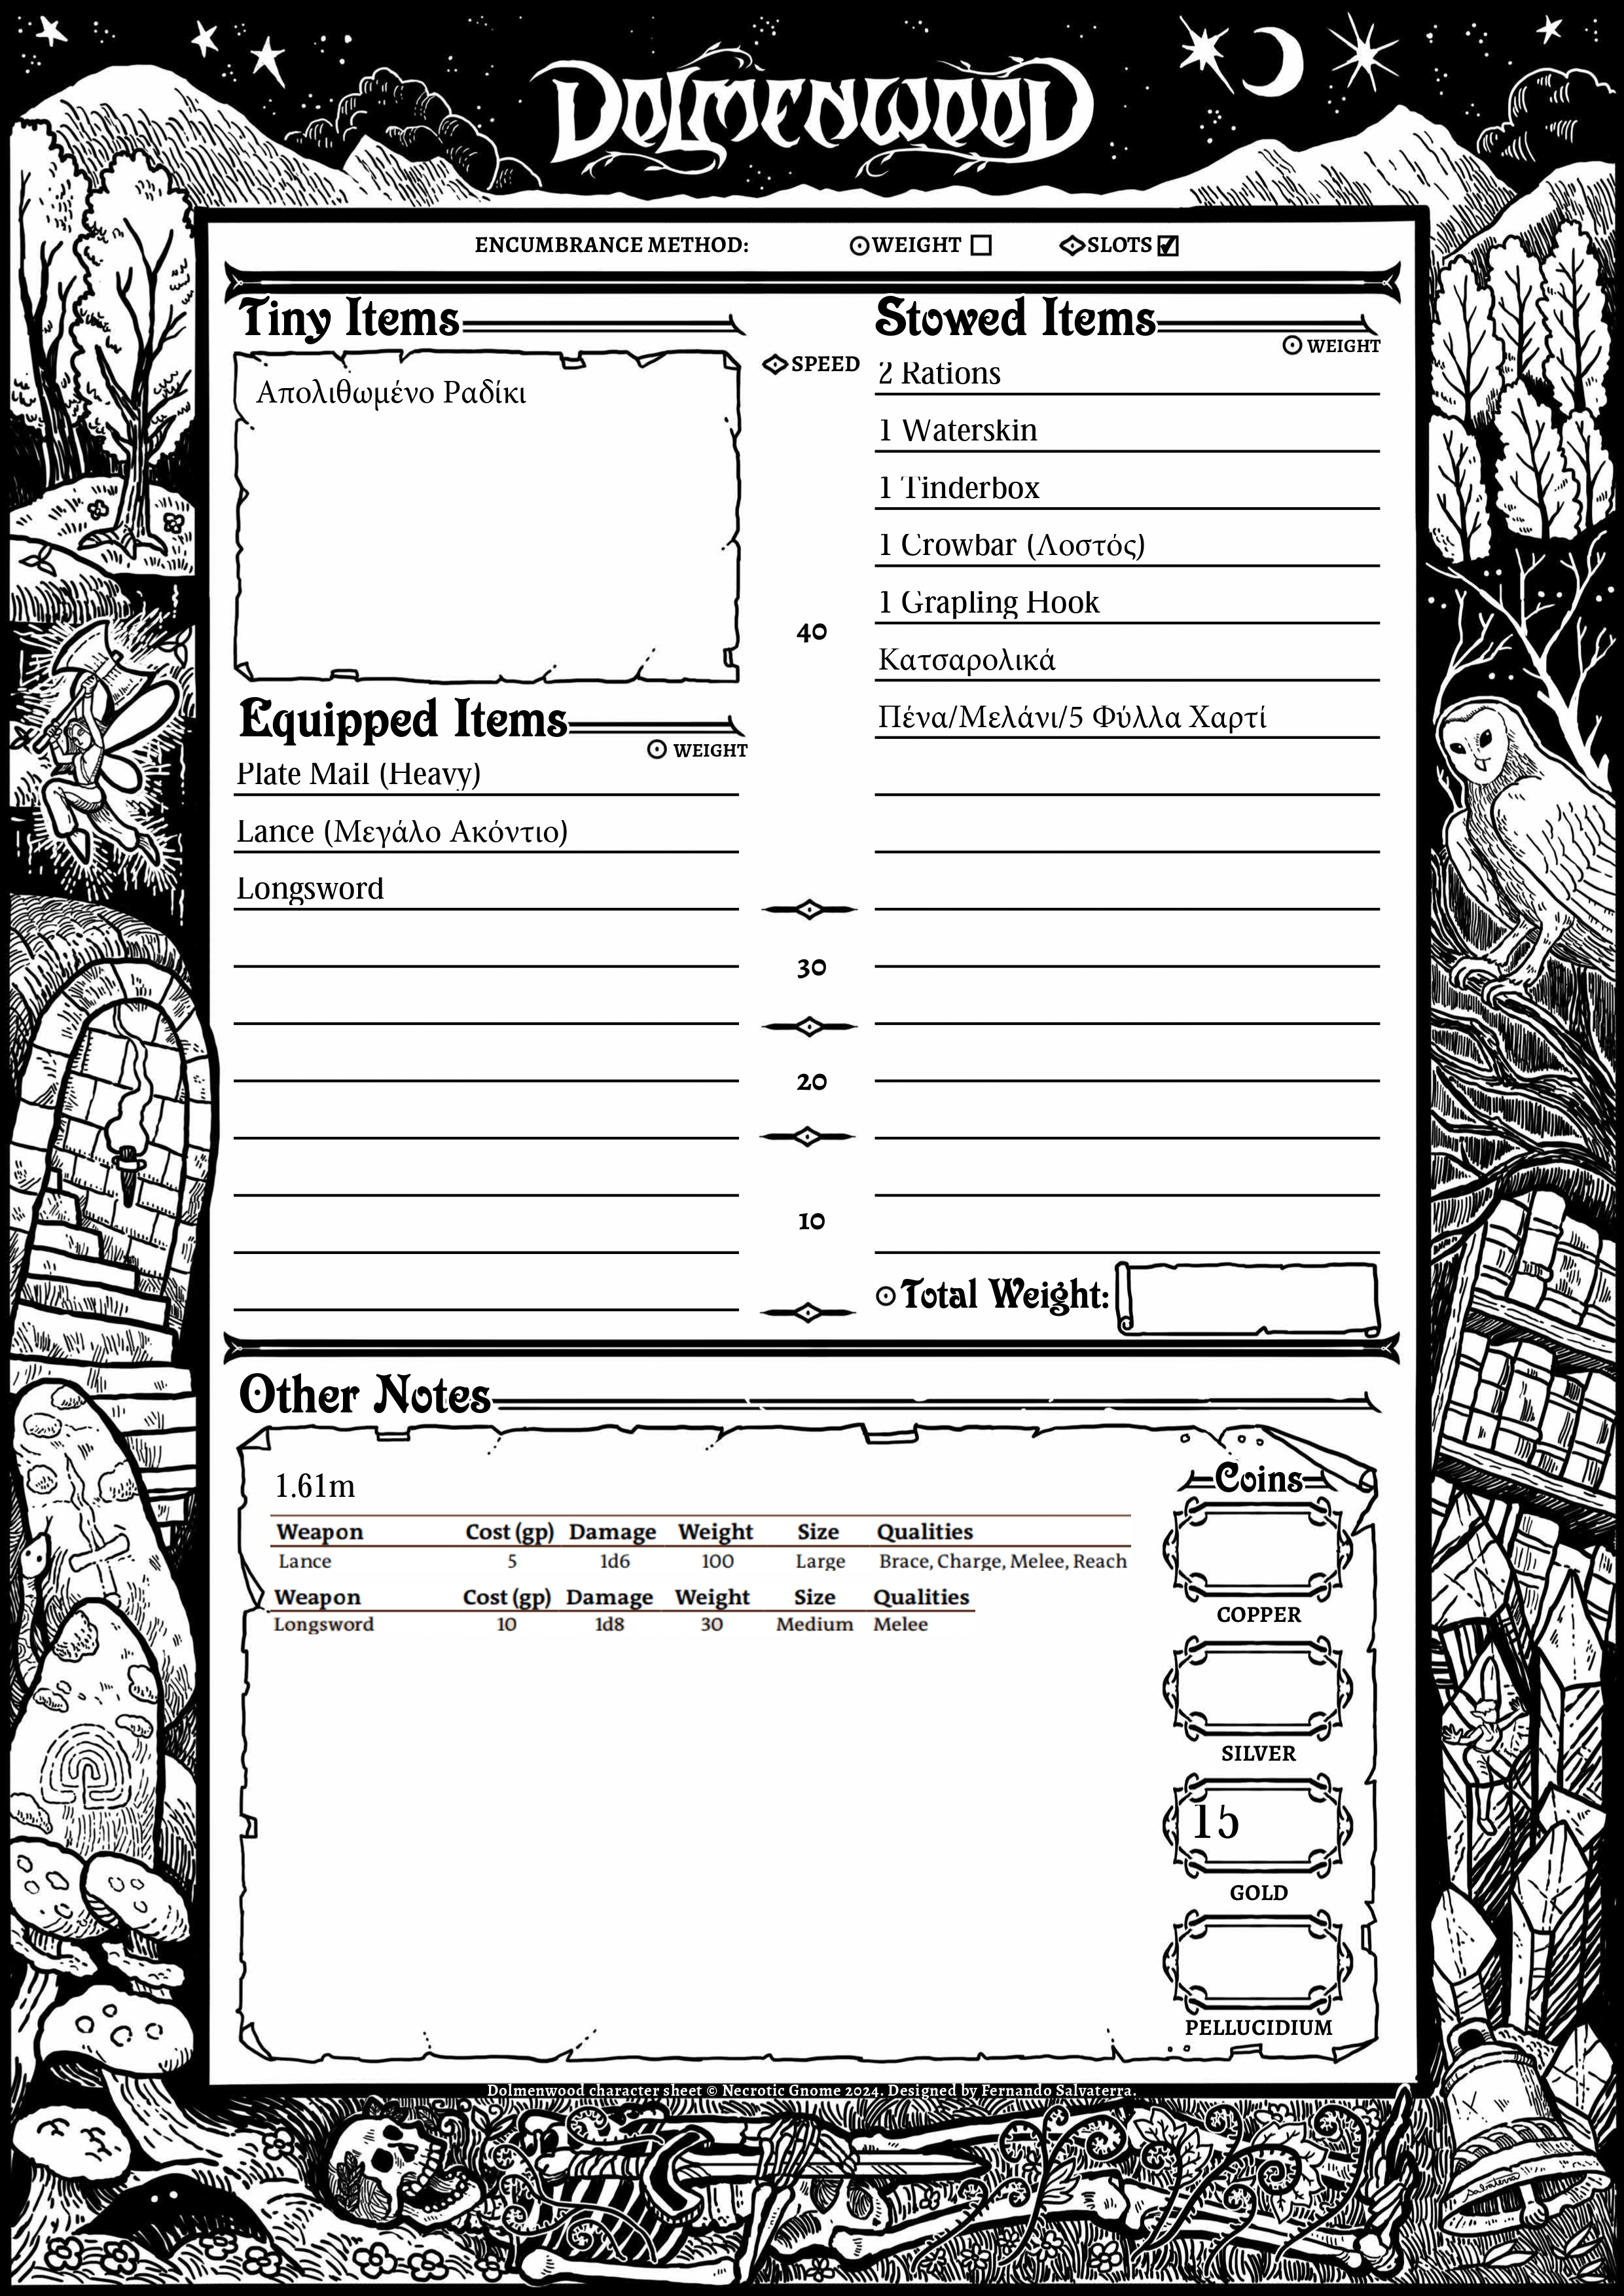 DOLMENWOOD
ENCUMBRANCE METHOD: WEIGHT SLOTS
Tiny Items
Απολιθωμένο Ραδίκι
SPEED
40
30
20
10
Equipped Items
WEIGHT
Plate Mail (Heavy)
Lance (Μεγάλο Ακόντιο)
Longsword
Stowed Items
WEIGHT
2 Rations
1 Waterskin
1 Tinderbox
1 Crowbar (Λοστός)
1 Grapling Hook
Κατσαρολικά
Πένα/Μελάνι/5 Φύλλα Χαρτί
Total Weight:
Other Notes
1.61m
Weapon Cost (gp) Damage Weight Size Qualities
Lance 5 1d6 100 Large Brace, Charge, Melee, Reach
Weapon Cost (gp) Damage Weight Size Qualities
Longsword 10 1d8 30 Medium Melee
Coins
COPPER
SILVER
15
GOLD
PELLUCIDIUM
Dolmenwood character sheet © Necrotic Gnome 2024. Designed by Fernando Salvaterra.
Salvaterra